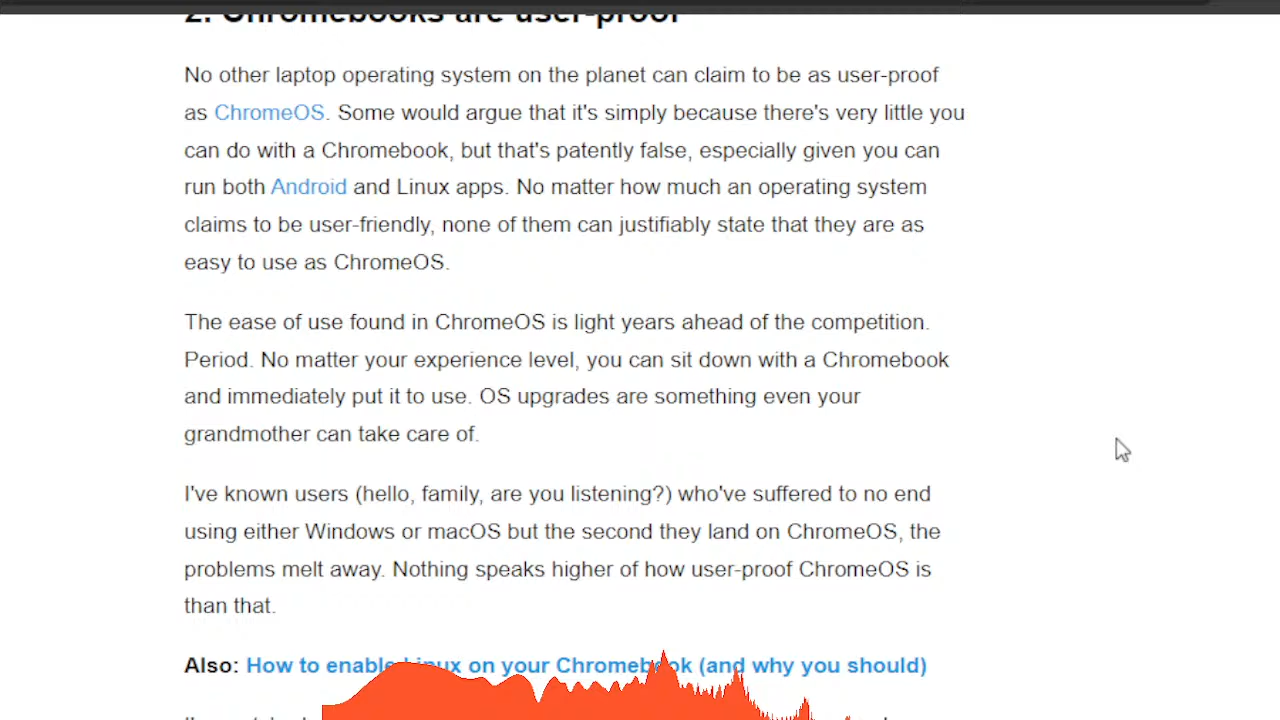 2. Chromebooks are user-proof
No other laptop operating system on the planet can claim to be as user-proof
as ChromeOS. Some would argue that it's simply because there's very little you
can do with a Chromebook, but that's patently false, especially given you can
run both Android and Linux apps. No matter how much an operating system
claims to be user-friendly, none of them can justifiably state that they are as
easy to use as ChromeOS.
The ease of use found in ChromeOS is light years ahead of the competition.
Period. No matter your experience level, you can sit down with a Chromebook
and immediately put it to use. OS upgrades are something even your
grandmother can take care of.
I've known users (hello, family, are you listening?) who've suffered to no end
using either Windows or macOS but the second they land on ChromeOS, the
problems melt away. Nothing speaks higher of how user-proof ChromeOS is
than that.
Also: How to enable Linux on your Chromebook (and why you should)